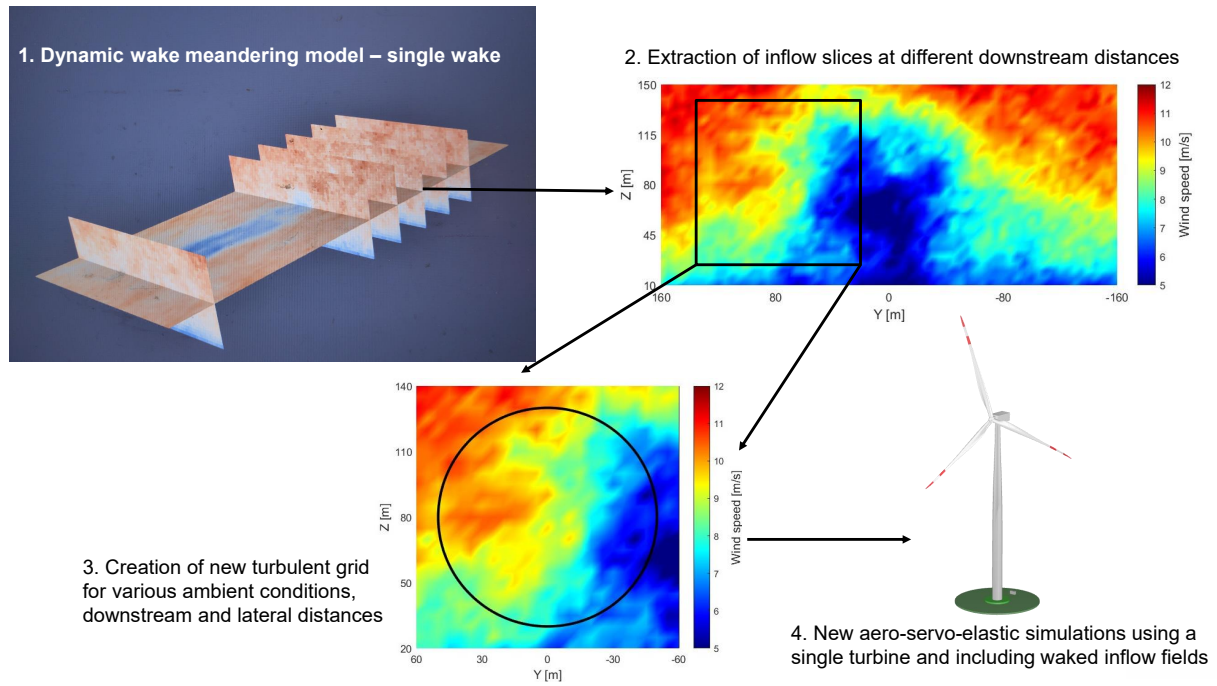 1. Dynamic wake meandering model – single wake
2. Extraction of inflow slices at different downstream distances
150
115
80
45
10
Z [m]
160
80
0
-80
-160
Y [m]
12
11
10
9
8
7
6
5
Wind speed [m/s]
140
110
80
50
20
Z [m]
60
30
0
-30
-60
Y [m]
12
11
10
9
8
7
6
5
Wind speed [m/s]
3. Creation of new turbulent grid
for various ambient conditions,
downstream and lateral distances
4. New aero-servo-elastic simulations using a
single turbine and including waked inflow fields